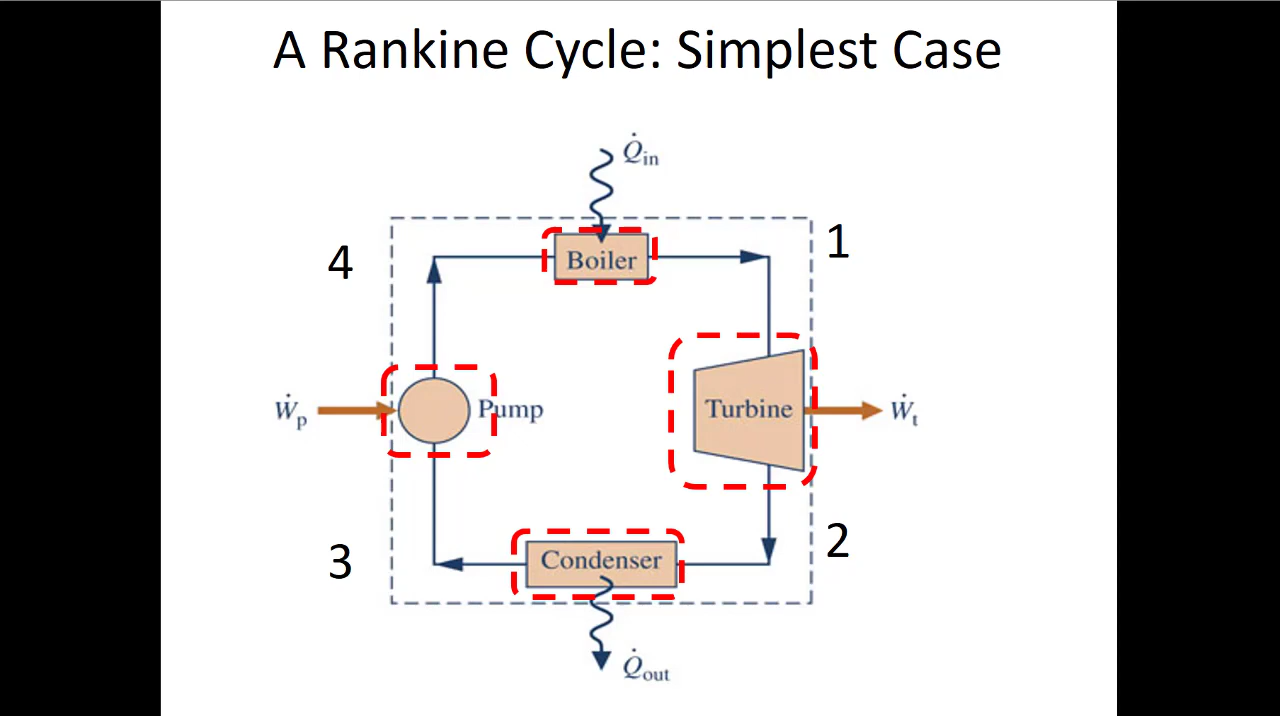 A Rankine Cycle: Simplest Case
Q̇in
4
1
Boiler
Ẇp
Pump
Turbine
Ẇt
3
2
Condenser
Q̇out